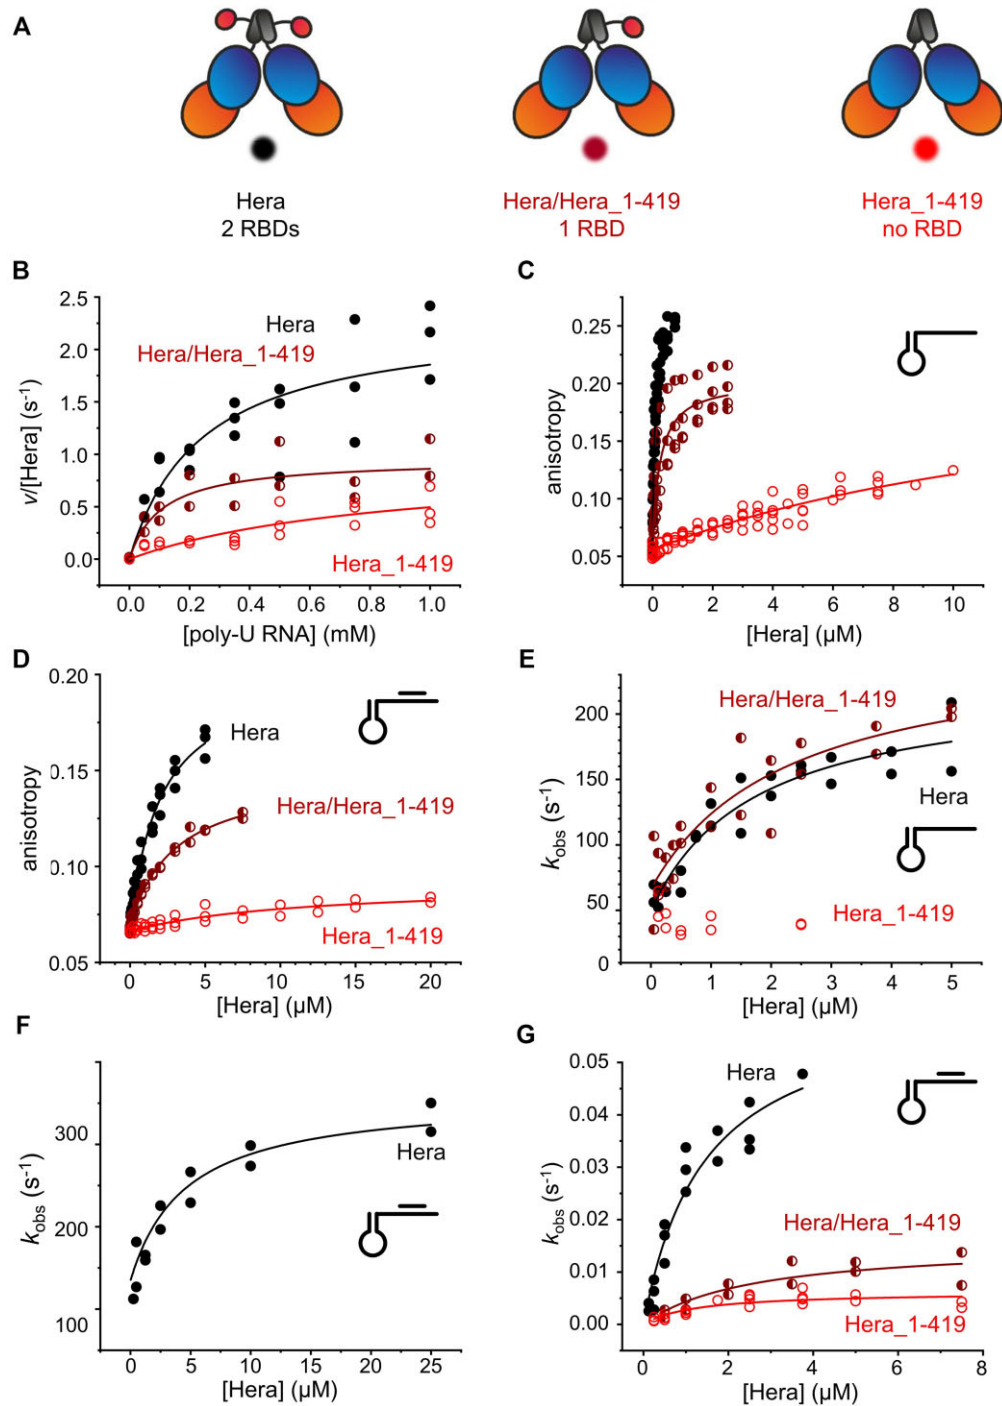 A
Hera
2 RBDs
Hera/Hera_1-419
1 RBD
Hera_1-419
no RBD
B
2.5
2.0
1.5
1.0
0.5
0.0
v/[Hera] (s⁻¹)
Hera
Hera/Hera_1-419
Hera_1-419
0.0 0.2 0.4 0.6 0.8 1.0
[poly-U RNA] (mM)
C
0.25
0.20
0.15
0.10
0.05
anisotropy
0 2 4 6 8 10
[Hera] (µM)
D
0.20
0.15
0.10
0.05
anisotropy
Hera
Hera/Hera_1-419
Hera_1-419
0 5 10 15 20
[Hera] (µM)
E
200
150
100
50
0
k_obs (s⁻¹)
Hera/Hera_1-419
Hera
Hera_1-419
0 1 2 3 4 5
[Hera] (µM)
F
300
200
100
k_obs (s⁻¹)
Hera
0 5 10 15 20 25
[Hera] (µM)
G
0.05
0.04
0.03
0.02
0.01
0.00
k_obs (s⁻¹)
Hera
Hera/Hera_1-419
Hera_1-419
0 2 4 6 8
[Hera] (µM)